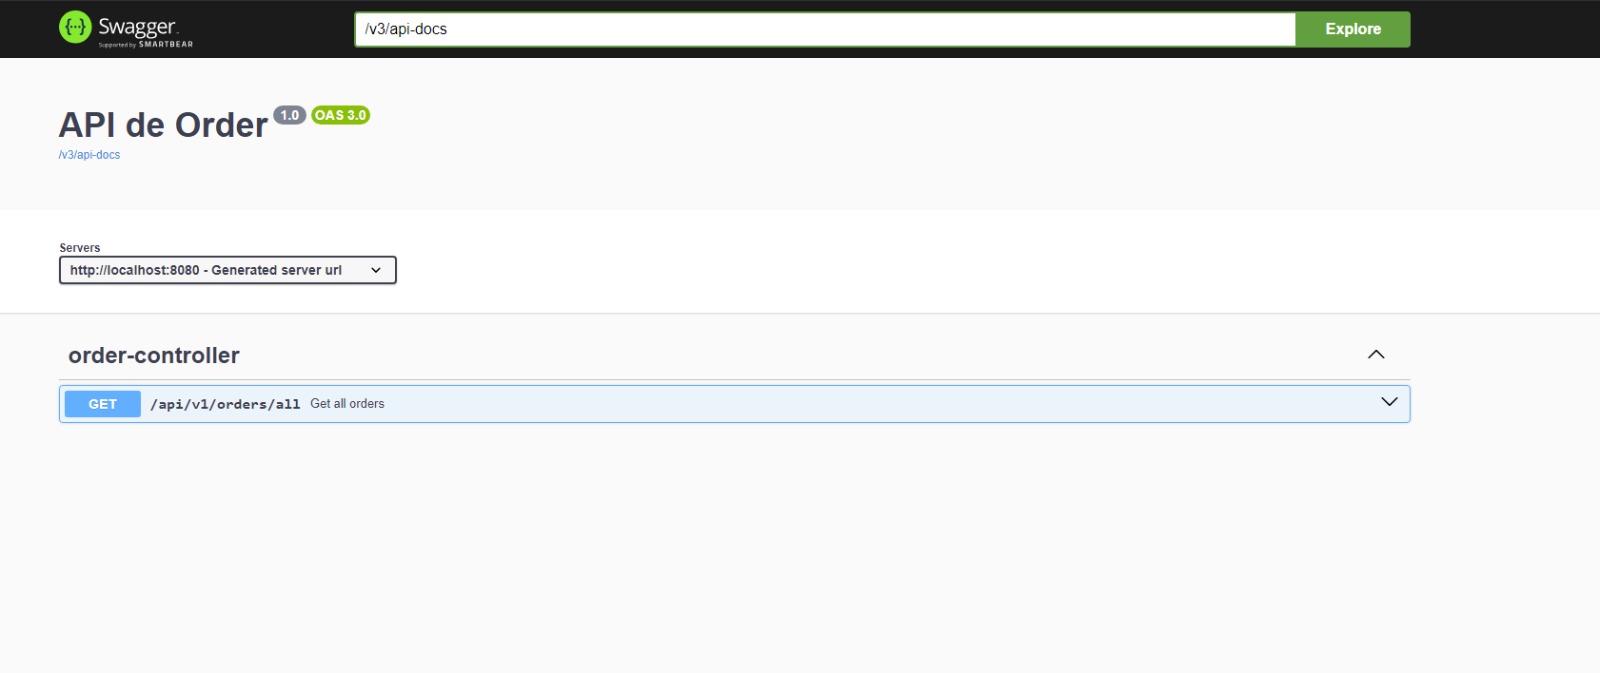 Swagger
Supported by SMARTBEAR
/v3/api-docs
Explore
API de Order 1.0 OAS 3.0
/v3/api-docs
Servers
http://localhost:8080 - Generated server url
order-controller
GET /api/v1/orders/all Get all orders